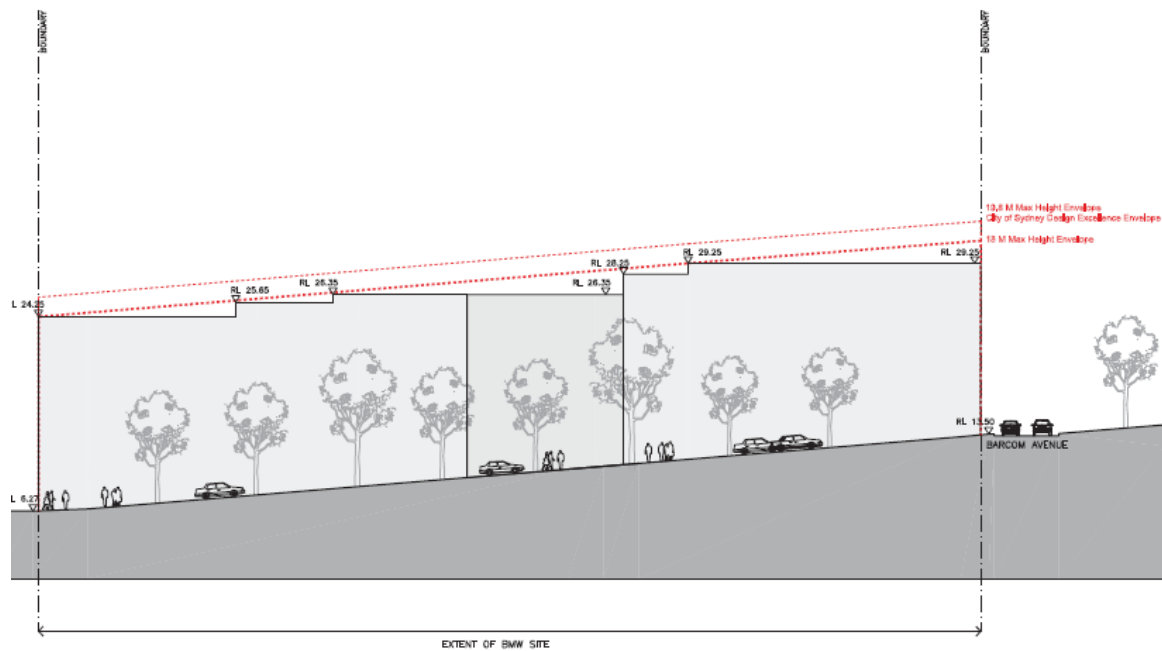 BOUNDARY
BOUNDARY
19.8 M Max Height Envelope
City of Sydney Design Excellence Envelope
18 M Max Height Envelope
RL 29.25
RL 29.25
RL 28.25
RL 26.35
RL 26.35
RL 25.65
L 24.25
RL 13.50
BARCOM AVENUE
L 6.27
EXTENT OF BMW SITE